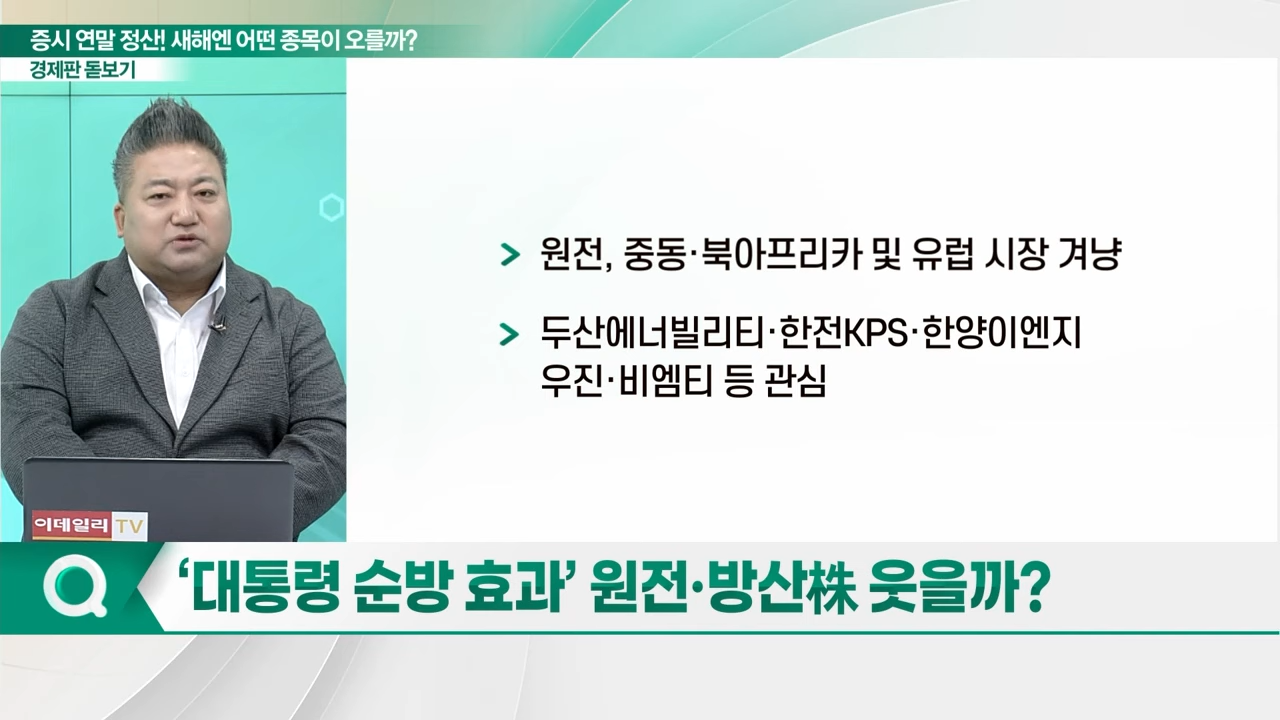 증시 연말 정산! 새해엔 어떤 종목이 오를까?
경제판 돋보기
> 원전, 중동·북아프리카 및 유럽 시장 겨냥
> 두산에너빌리티·한전KPS·한양이엔지
우진·비엠티 등 관심
이데일리 TV
‘대통령 순방 효과’ 원전·방산株 웃을까?